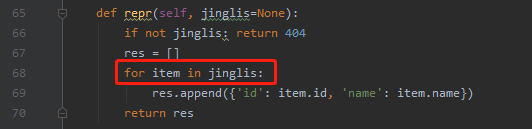 65 def repr(self, jinglis=None):
66 if not jinglis: return 404
67 res = []
68 for item in jinglis:
69 res.append({'id': item.id, 'name': item.name})
70 return res